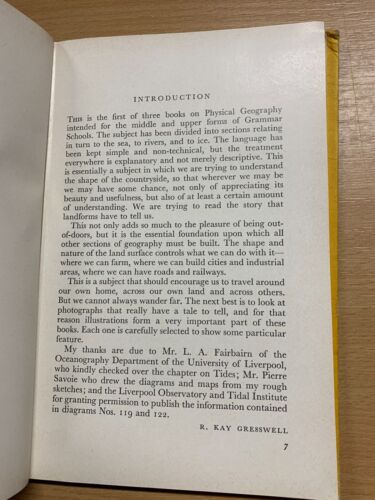 INTRODUCTION
THIS is the first of three books on Physical Geography
intended for the middle and upper forms of Grammar
Schools. The subject has been divided into sections relating
in turn to the sea, to rivers, and to ice. The language has
been kept simple and non-technical, but the treatment
everywhere is explanatory and not merely descriptive. This
is essentially a subject in which we are trying to understand
the shape of the countryside, so that wherever we may be
we may have some chance, not only of appreciating its
beauty and usefulness, but also of at least a certain amount
of understanding. We are trying to read the story that
landforms have to tell us.
This not only adds so much to the pleasure of being out-
of-doors, but it is the essential foundation upon which all
other sections of geography must be built. The shape and
nature of the land surface controls what we can do with it—
where we can farm, where we can build cities and industrial
areas, where we can have roads and railways.
This is a subject that should encourage us to travel around
our own home, across our own land and across others.
But we cannot always wander far. The next best is to look at
photographs that really have a tale to tell, and for that
reason illustrations form a very important part of these
books. Each one is carefully selected to show some particular
feature.
My thanks are due to Mr. L. A. Fairbairn of the
Oceanography Department of the University of Liverpool,
who kindly checked over the chapter on Tides; Mr. Pierre
Savoie who drew the diagrams and maps from my rough
sketches; and the Liverpool Observatory and Tidal Institute
for granting permission to publish the information contained
in diagrams Nos. 119 and 122.
R. KAY GRESSWELL
7